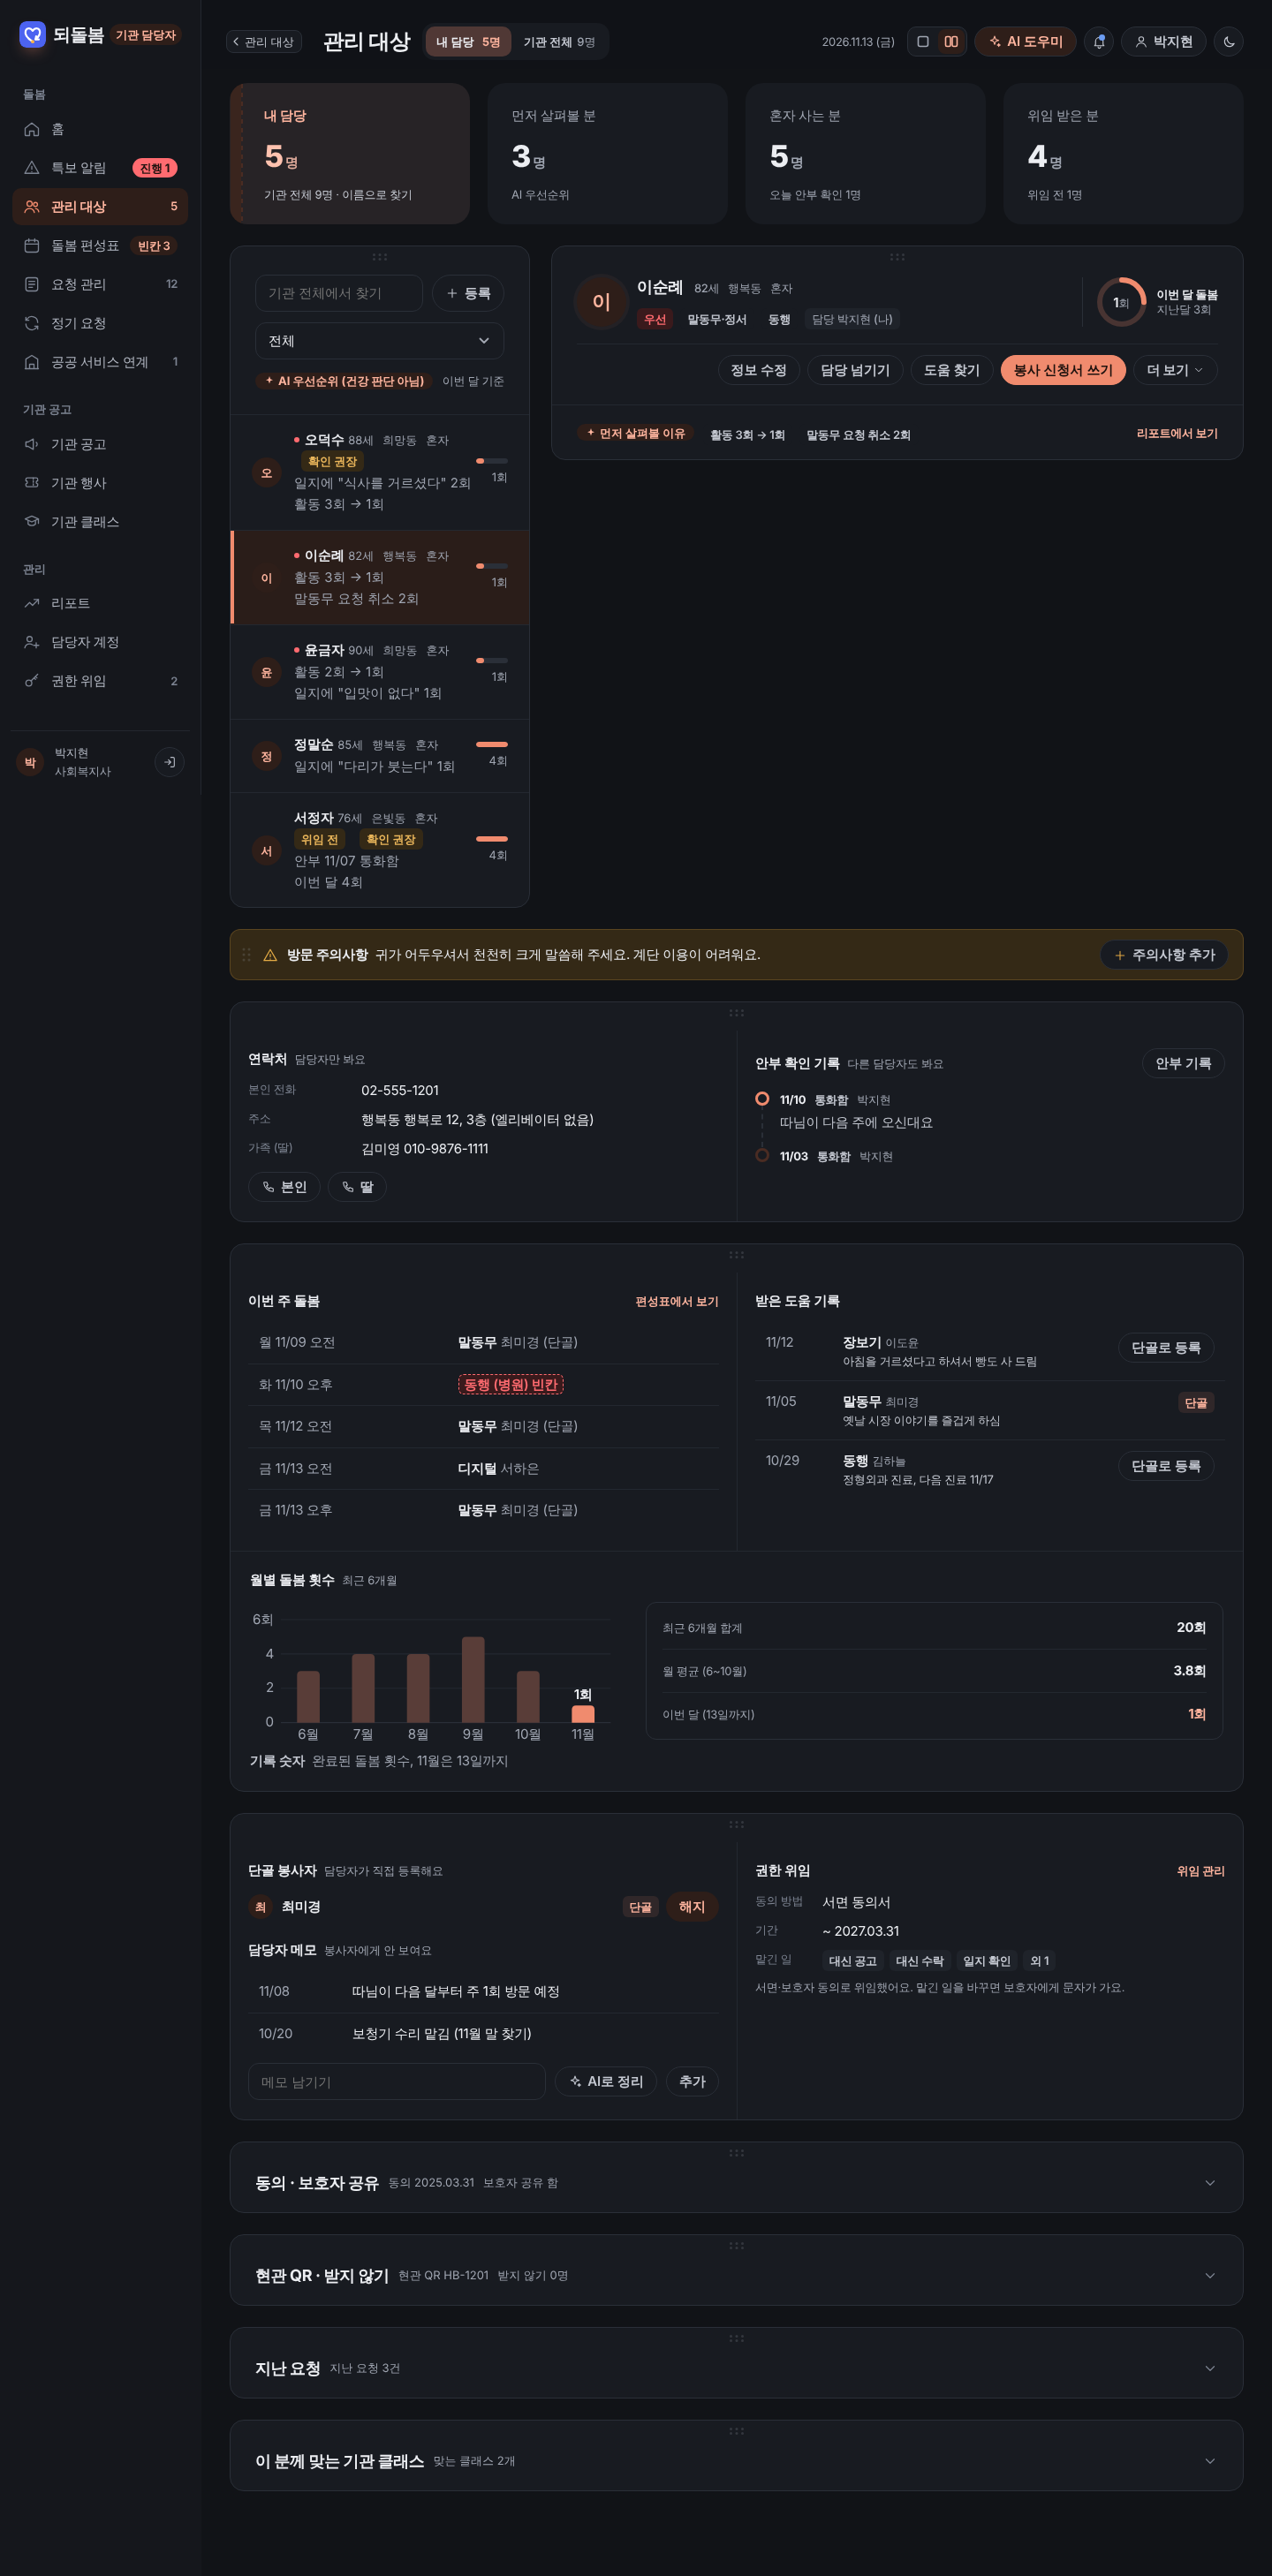 되돌봄 기관 담당자
돌봄
홈
특보 알림 진행 1
관리 대상 5
돌봄 편성표 빈칸 3
요청 관리 12
정기 요청
공공 서비스 연계 1
기관 공고
기관 공고
기관 행사
기관 클래스
관리
리포트
담당자 계정
권한 위임 2
박 박지현
사회복지사
관리 대상 관리 대상 내 담당 5명 기관 전체 9명 2026.11.13 (금) AI 도우미 박지현
내 담당
5명
기관 전체 9명 · 이름으로 찾기
먼저 살펴볼 분
3명
AI 우선순위
혼자 사는 분
5명
오늘 안부 확인 1명
위임 받은 분
4명
위임 전 1명
기관 전체에서 찾기 + 등록
전체
AI 우선순위 (건강 판단 아님) 이번 달 기준
오 오덕수 88세 희망동 혼자
확인 권장
일지에 "식사를 거르셨다" 2회
활동 3회 → 1회
1회
이 이순례 82세 행복동 혼자
활동 3회 → 1회
말동무 요청 취소 2회
1회
윤 윤금자 90세 희망동 혼자
활동 2회 → 1회
일지에 "입맛이 없다" 1회
1회
정 정말순 85세 행복동 혼자
일지에 "다리가 붓는다" 1회
4회
서 서정자 76세 은빛동 혼자
위임 전 확인 권장
안부 11/07 통화함
이번 달 4회
4회
이 이순례 82세 행복동 혼자
우선 말동무·정서 동행 담당 박지현 (나)
1회 이번 달 돌봄
지난달 3회
정보 수정 담당 넘기기 도움 찾기 봉사 신청서 쓰기 더 보기
먼저 살펴볼 이유 활동 3회 → 1회 말동무 요청 취소 2회 리포트에서 보기
방문 주의사항 귀가 어두우셔서 천천히 크게 말씀해 주세요. 계단 이용이 어려워요. + 주의사항 추가
연락처 담당자만 봐요
본인 전화 02-555-1201
주소 행복동 행복로 12, 3층 (엘리베이터 없음)
가족 (딸) 김미영 010-9876-1111
본인 딸
안부 확인 기록 다른 담당자도 봐요 안부 기록
11/10 통화함 박지현
따님이 다음 주에 오신대요
11/03 통화함 박지현
이번 주 돌봄 편성표에서 보기
월 11/09 오전 말동무 최미경 (단골)
화 11/10 오후 동행 (병원) 빈칸
목 11/12 오전 말동무 최미경 (단골)
금 11/13 오전 디지털 서하은
금 11/13 오후 말동무 최미경 (단골)
받은 도움 기록
11/12 장보기 이도윤 단골로 등록
아침을 거르셨다고 하셔서 빵도 사 드림
11/05 말동무 최미경 단골
옛날 시장 이야기를 즐겁게 하심
10/29 동행 김하늘 단골로 등록
정형외과 진료, 다음 진료 11/17
월별 돌봄 횟수 최근 6개월
6회
4
2
0
1회
6월 7월 8월 9월 10월 11월
기록 숫자 완료된 돌봄 횟수, 11월은 13일까지
최근 6개월 합계 20회
월 평균 (6~10월) 3.8회
이번 달 (13일까지) 1회
단골 봉사자 담당자가 직접 등록해요
최 최미경 단골 해지
담당자 메모 봉사자에게 안 보여요
11/08 따님이 다음 달부터 주 1회 방문 예정
10/20 보청기 수리 맡김 (11월 말 찾기)
메모 남기기 AI로 정리 추가
권한 위임 위임 관리
동의 방법 서면 동의서
기간 ~ 2027.03.31
맡긴 일 대신 공고 대신 수락 일지 확인 외 1
서면·보호자 동의로 위임했어요. 맡긴 일을 바꾸면 보호자에게 문자가 가요.
동의 · 보호자 공유 동의 2025.03.31 보호자 공유 함
현관 QR · 받지 않기 현관 QR HB-1201 받지 않기 0명
지난 요청 지난 요청 3건
이 분께 맞는 기관 클래스 맞는 클래스 2개